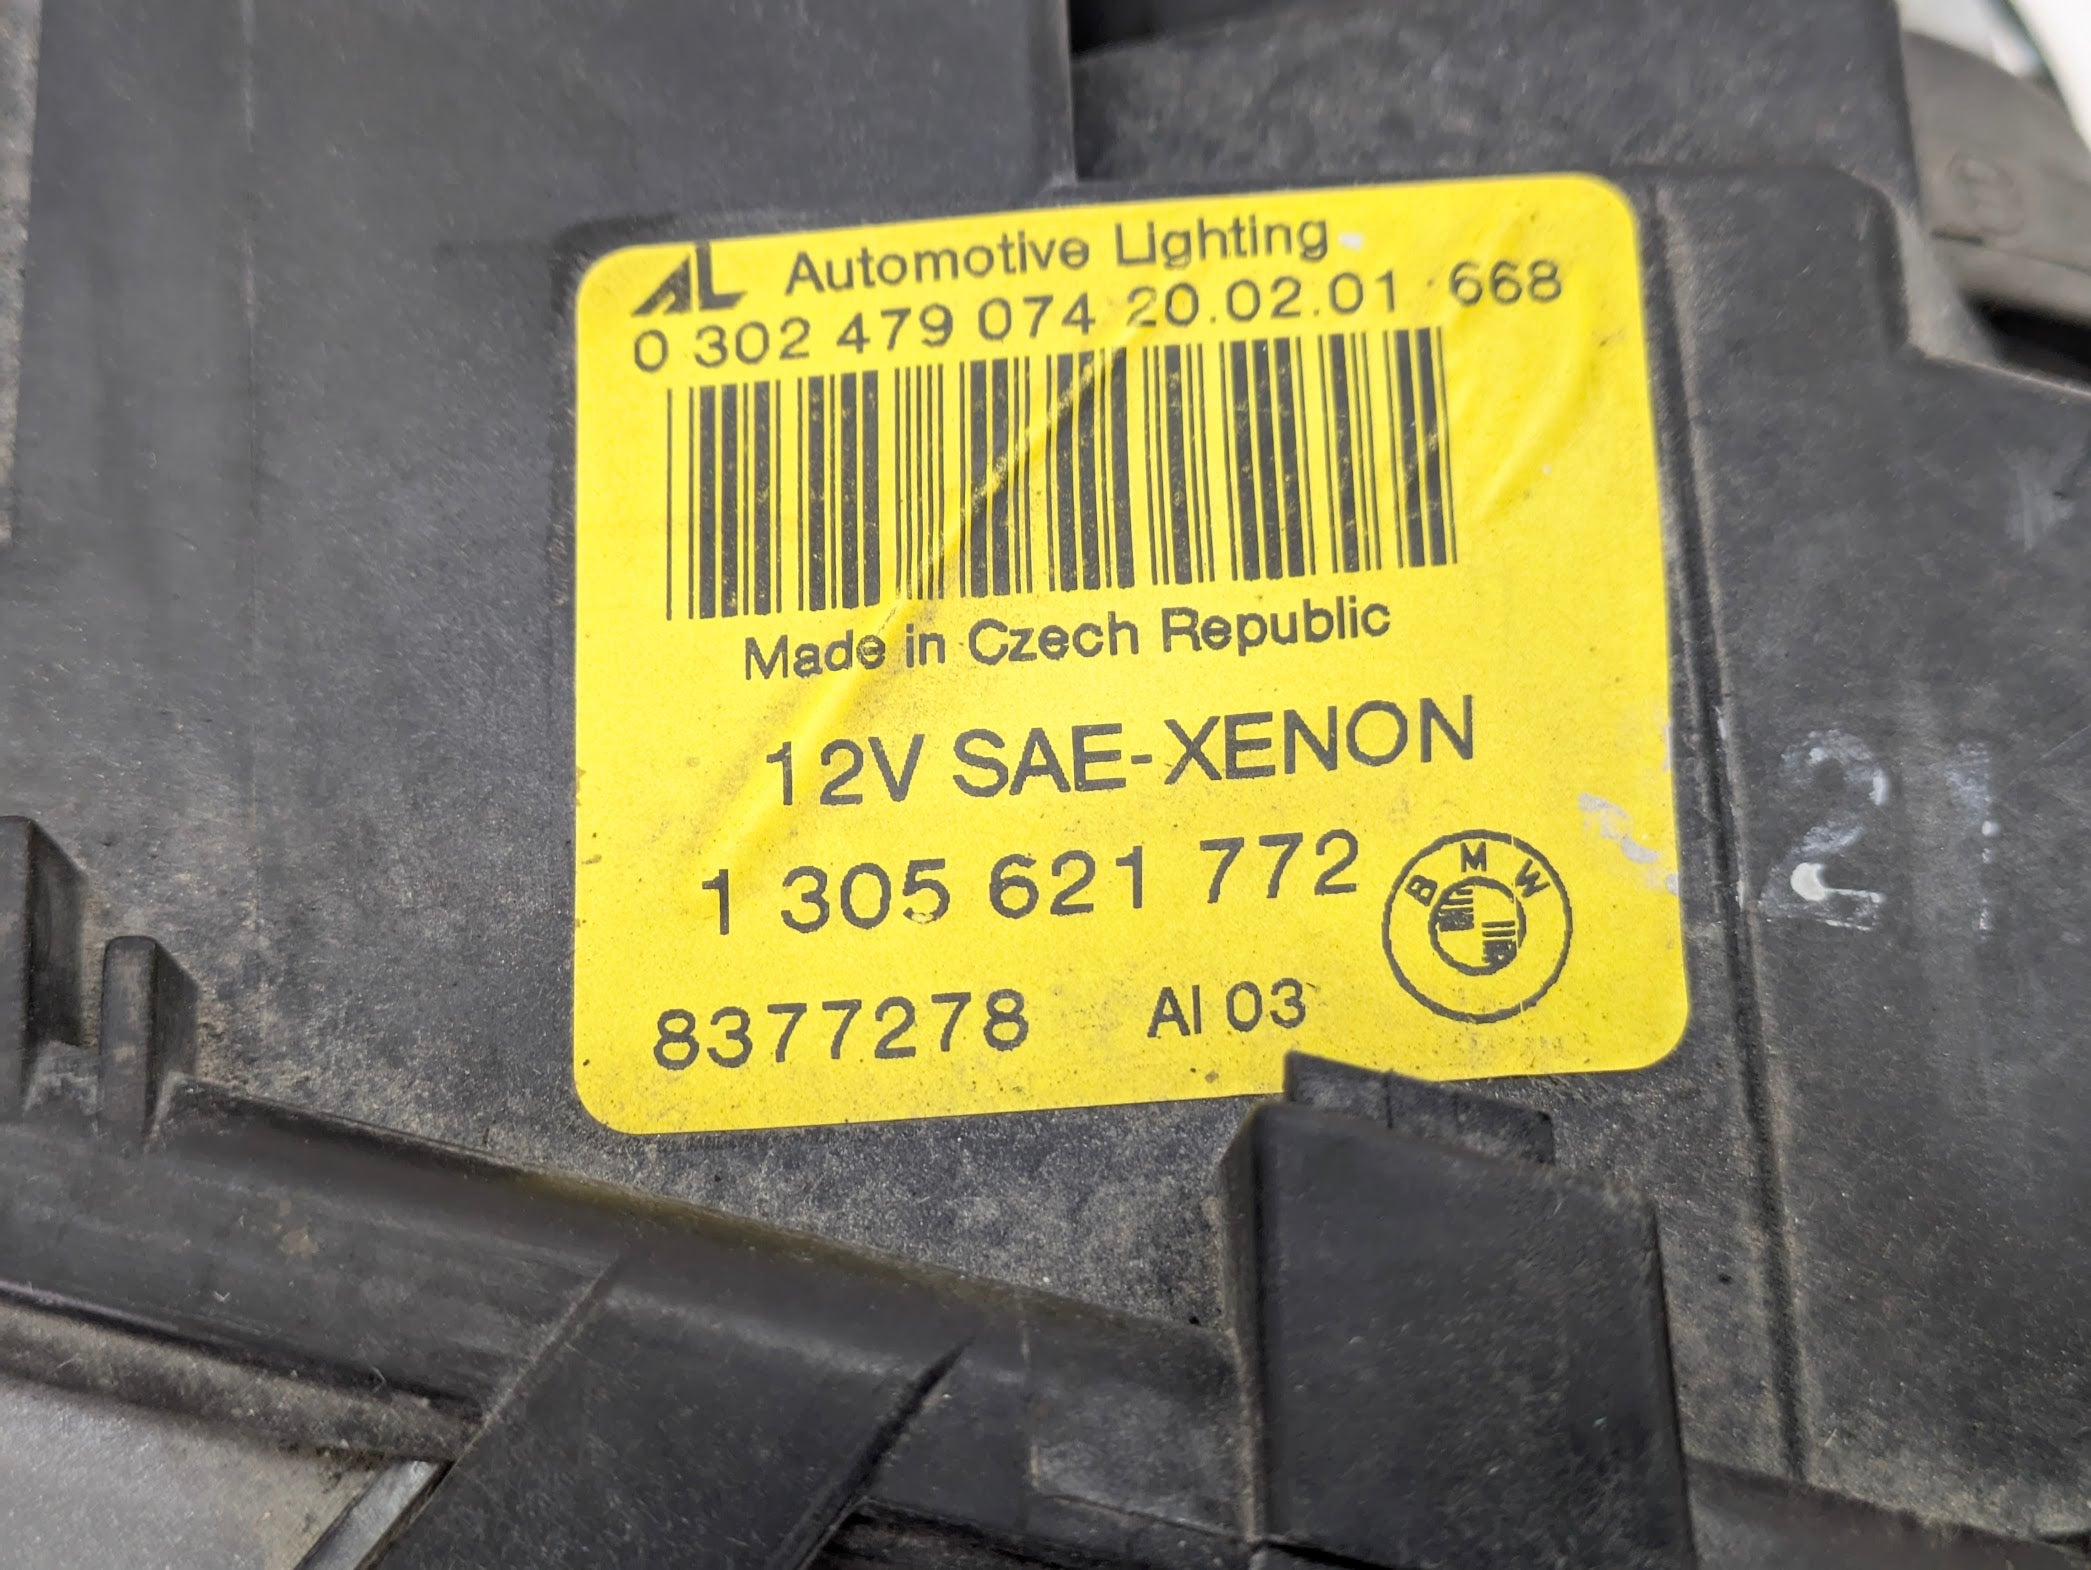 AL Automotive Lighting
0 302 479 074 20.02.01 668
Made in Czech Republic
12V SAE-XENON
1 305 621 772
BMW
8377278 AI 03
21